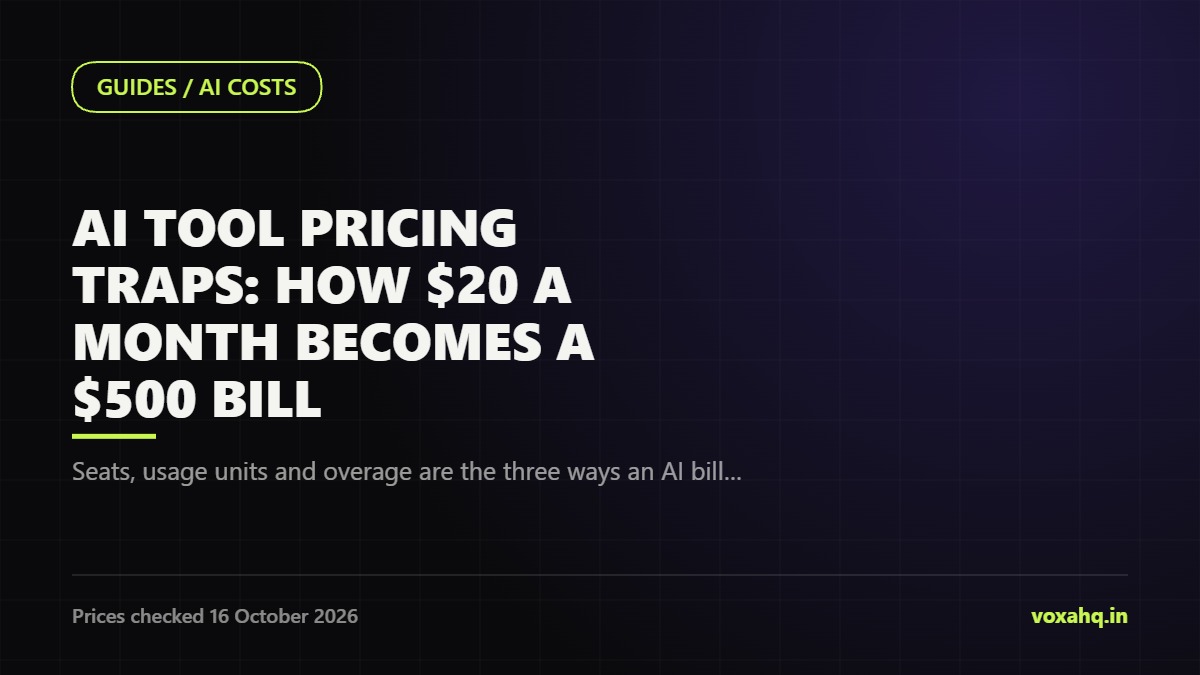 GUIDES / AI COSTS
AI TOOL PRICING
TRAPS: HOW $20 A
MONTH BECOMES A
$500 BILL
Seats, usage units and overage are the three ways an AI bill...
Prices checked 16 October 2026
voxahq.in